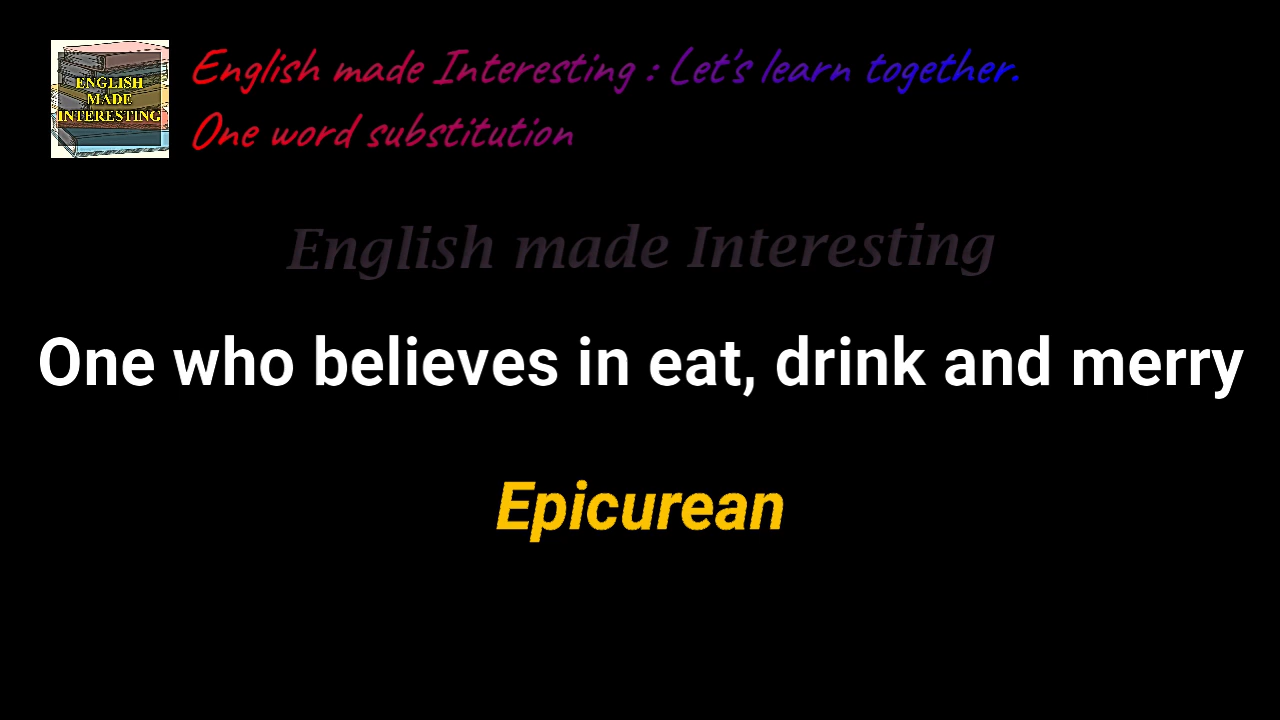 ENGLISH
MADE
INTERESTING
English made Interesting : Let's learn together.
One word substitution
English made Interesting
One who believes in eat, drink and merry
Epicurean